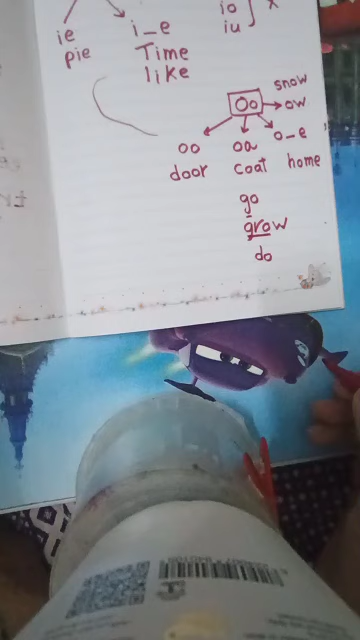 io
iu
x
ie
pie
i_e
Time
like
snow
Oo
ow
oo
oa
o_e
door
coat
home
go
grow
do